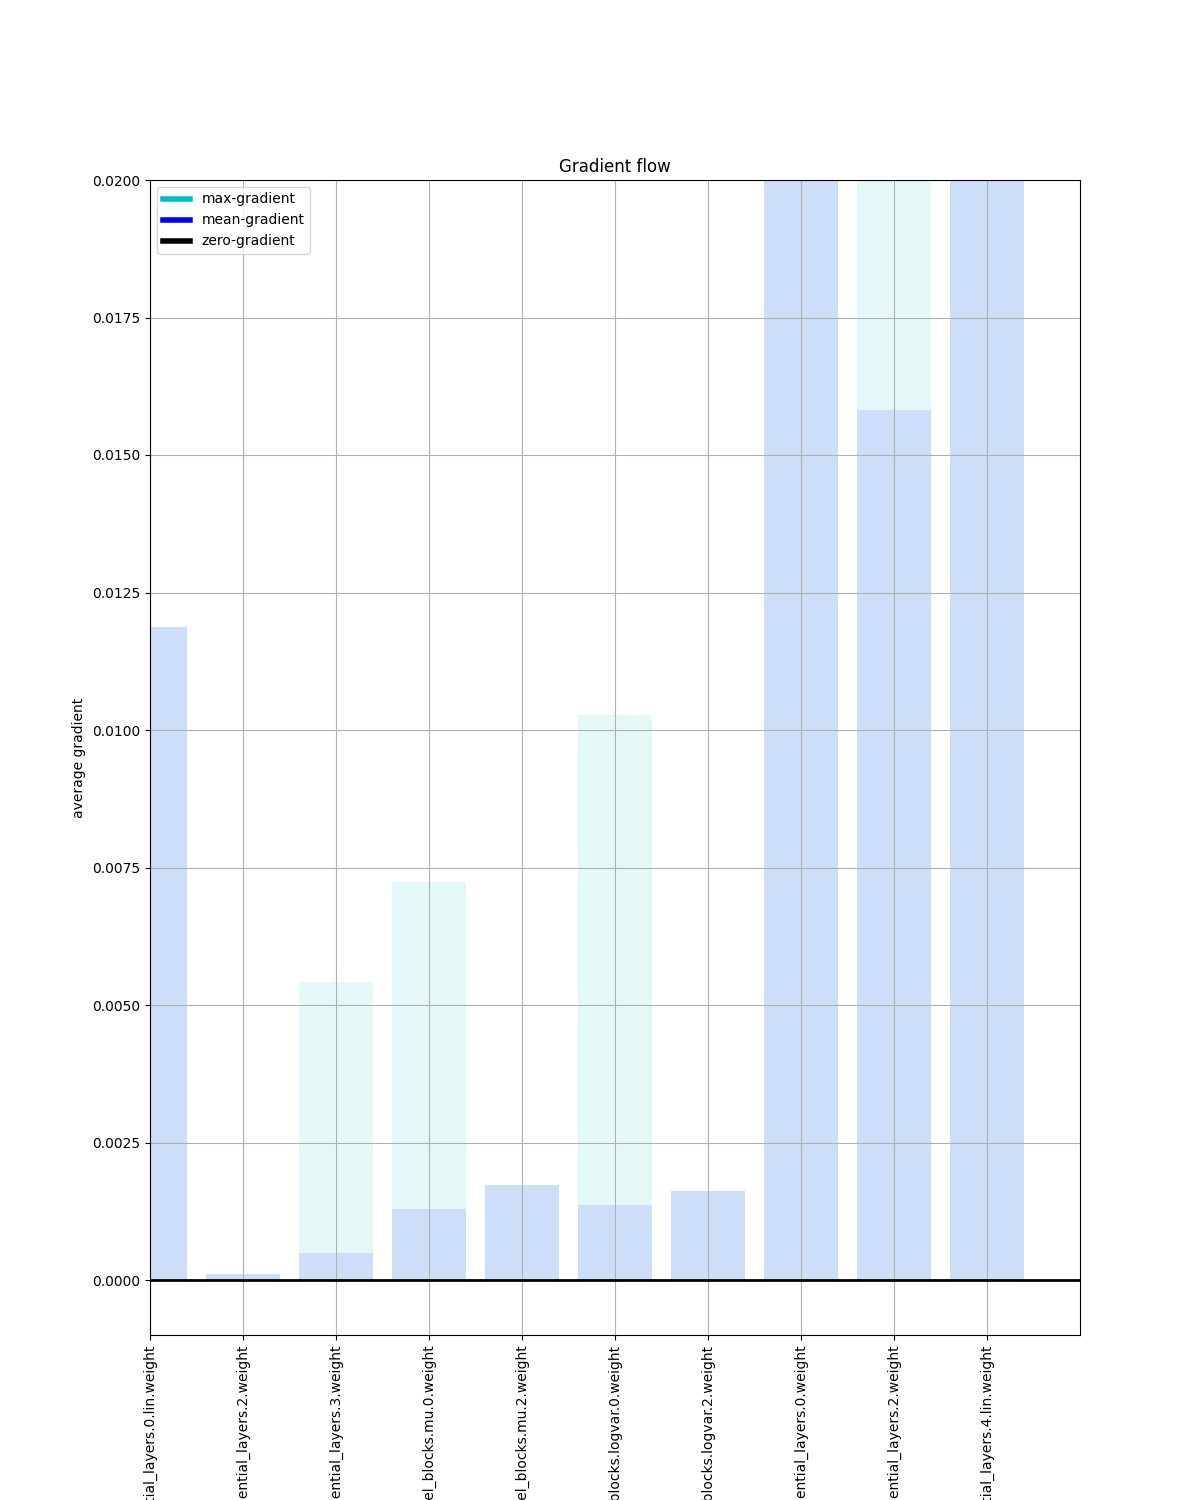 Gradient flow
max-gradient
mean-gradient
zero-gradient
0.0200
0.0175
0.0150
0.0125
0.0100
0.0075
0.0050
0.0025
0.0000
average gradient
tial_layers.0.lin.weight
ential_layers.2.weight
ential_layers.3.weight
el_blocks.mu.0.weight
el_blocks.mu.2.weight
blocks.logvar.0.weight
blocks.logvar.2.weight
ential_layers.0.weight
ential_layers.2.weight
tial_layers.4.lin.weight